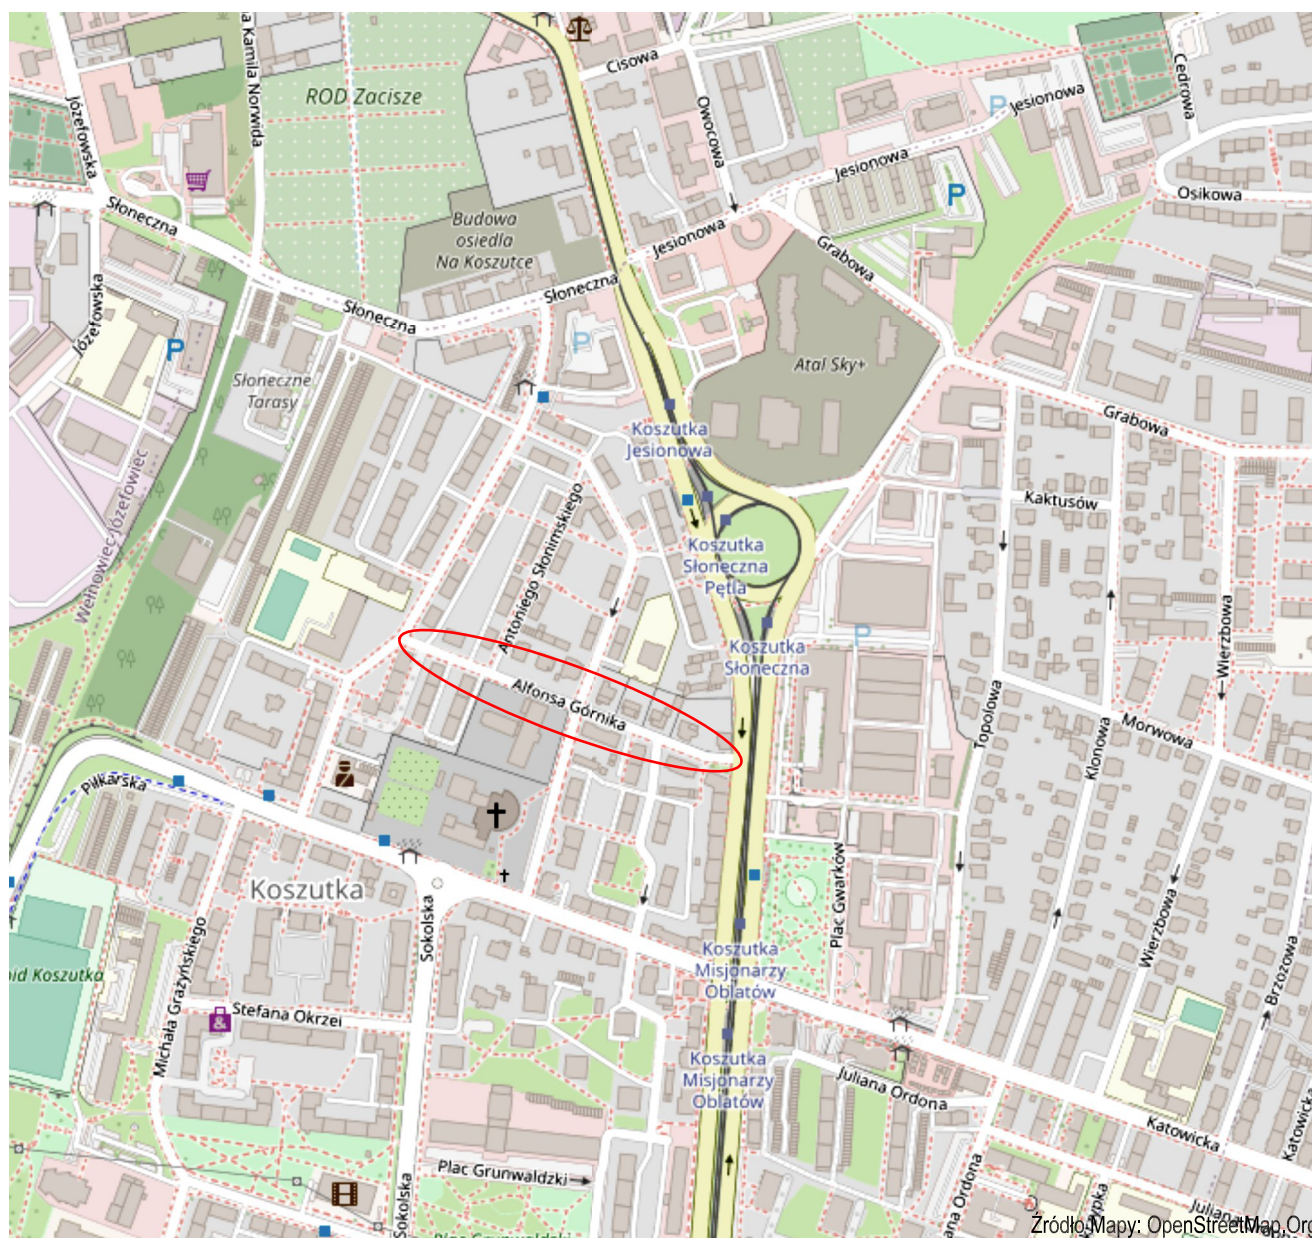 Cisowa
a Kamila Norwida
Józefowska
ROD Zacisze
Owocowa
P
Jesionowa
Cedrowa
Jesionowa
P
Osikowa
Słoneczna
Budowa
osiedla
Na Koszutce
Jesionowa
Grabowa
Józefowska
Słoneczna
Słoneczna
P
P
Słoneczne
Tarasy
Atal Sky+
Koszutka
Jesionowa
Grabowa
Wełnowiec-Józefowiec
Antoniego Słonimskiego
Kaktusów
Koszutka
Słoneczna
Pętla
Wierzbowa
P
Koszutka
Słoneczna
Alfonsa Górnika
Topolowa
Klonowa
Morwowa
Piłkarska
Koszutka
Plac Gwarków
Michała Grażyńskiego
Sokolska
Wierzbowa
Koszutka
Misjonarzy
Oblatów
Brzozowa
id Koszutka
&
Stefana Okrzei
Koszutka
Misjonarzy
Oblatów
Juliana Ordona
Katowicka
Katowicka
Plac Grunwaldzki
Sokolska
ana Ordona
Źródło Mapy: OpenStreetMap.Org